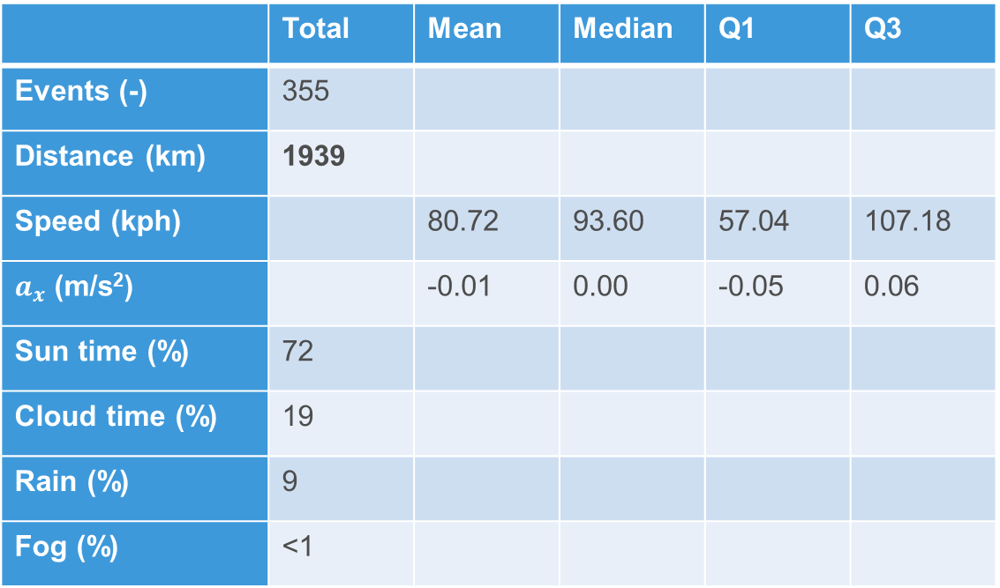 Total Mean Median Q1 Q3
Events (-) 355
Distance (km) 1939
Speed (kph) 80.72 93.60 57.04 107.18
𝒂ₓ (m/s²) -0.01 0.00 -0.05 0.06
Sun time (%) 72
Cloud time (%) 19
Rain (%) 9
Fog (%) <1